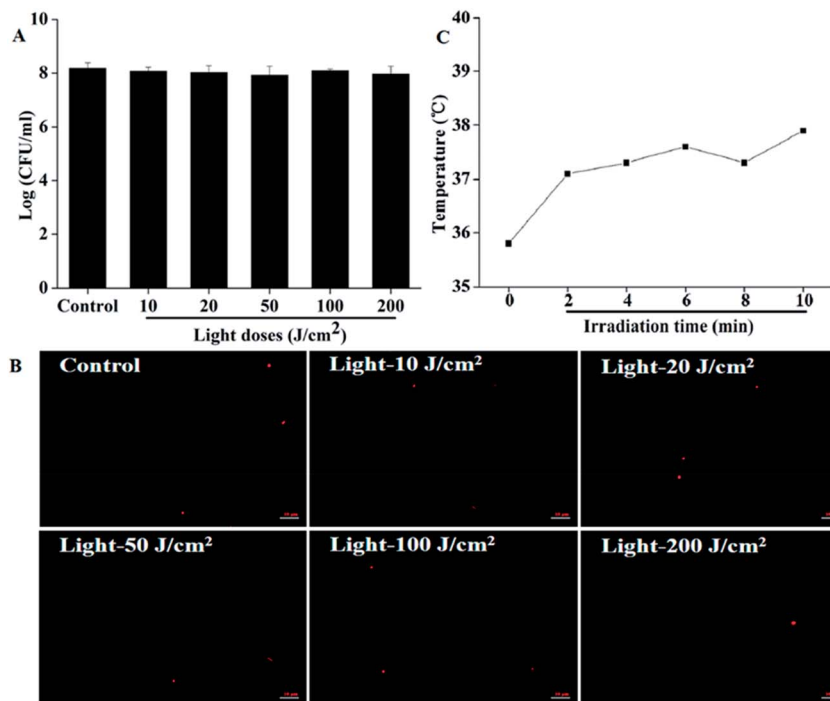 A
10
8
6
4
2
0
Log (CFU/ml)
Control 10 20 50 100 200
Light doses (J/cm²)
C
40
39
38
37
36
35
Temperature (℃)
0 2 4 6 8 10
Irradiation time (min)
B
Control
Light-10 J/cm²
Light-20 J/cm²
Light-50 J/cm²
Light-100 J/cm²
Light-200 J/cm²